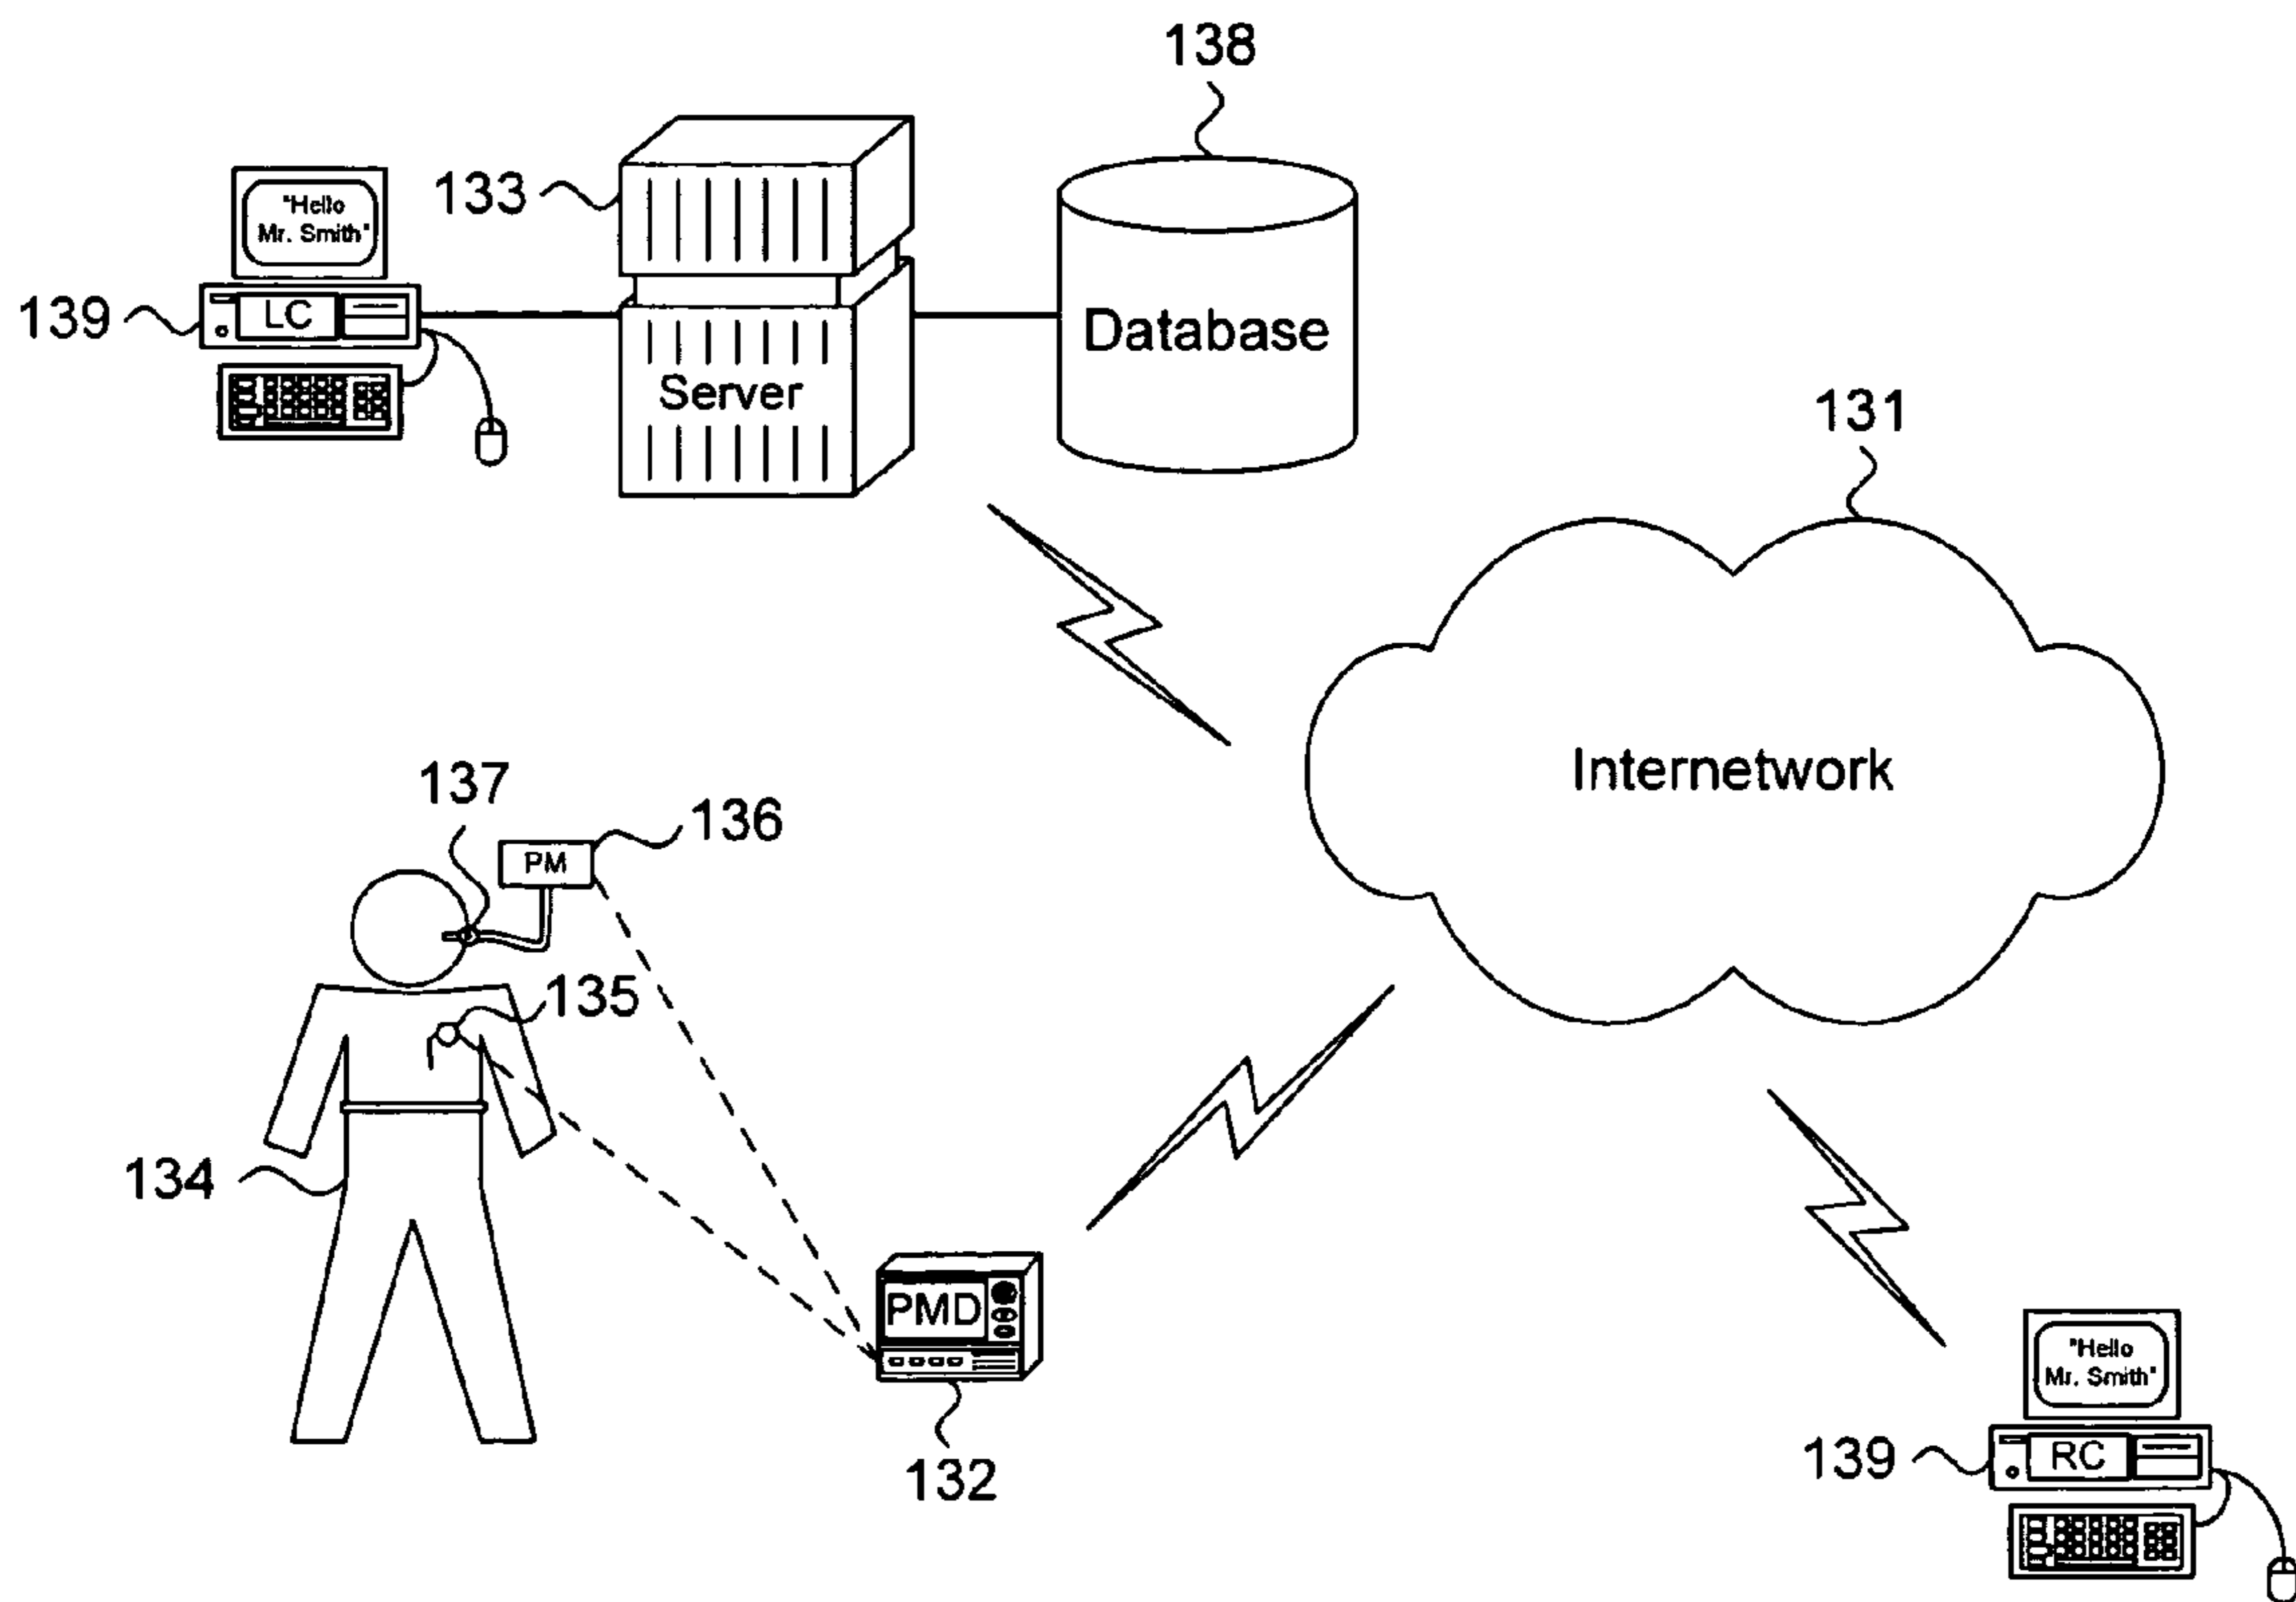 138
133
"Hello
Mr. Smith"
139
LC
Server
Database
131
Internetwork
137
136
PM
135
134
PMD
132
"Hello
Mr. Smith"
139
RC